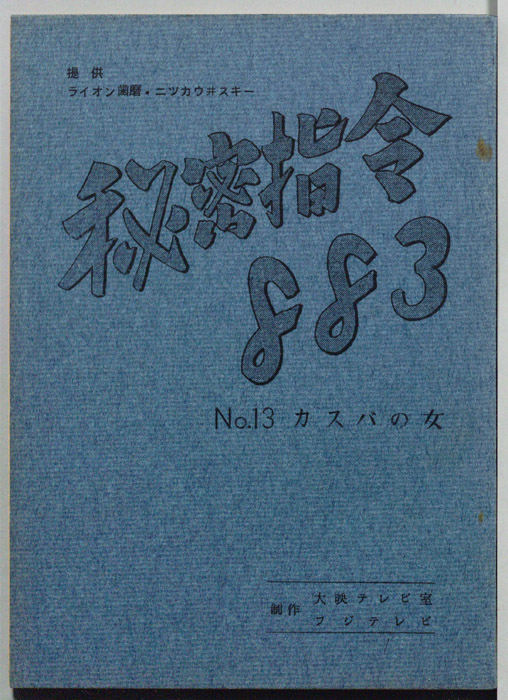 提供
ライオン歯磨・ニツカウヰスキー
秘密指令
883
No.13 カスバの女
制作
大映テレビ室
フジテレビ